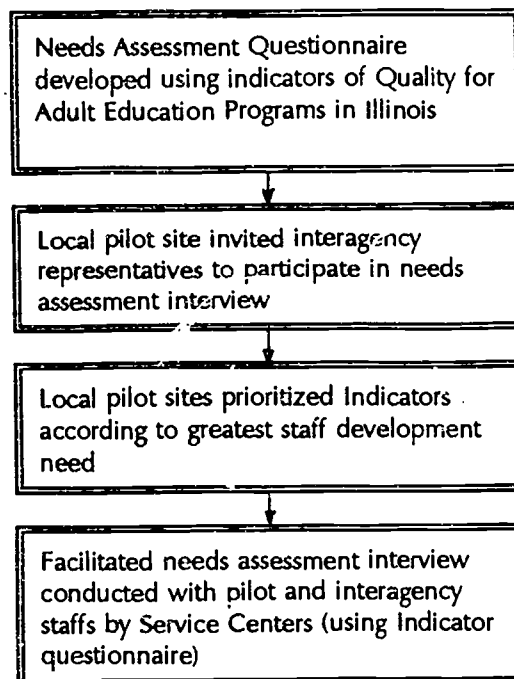 Needs Assessment Questionnaire
developed using indicators of Quality for
Adult Education Programs in Illinois
Local pilot site invited interagency
representatives to participate in needs
assessment interview
Local pilot sites prioritized Indicators
according to greatest staff development
need
Facilitated needs assessment interview
conducted with pilot and interagency
staffs by Service Centers (using Indicator
questionnaire)